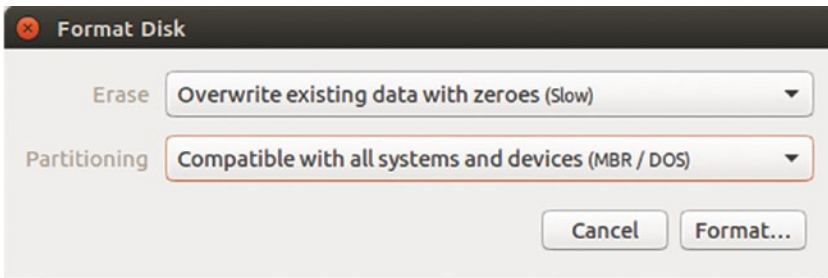 Format Disk
Erase Overwrite existing data with zeroes (Slow)
Partitioning Compatible with all systems and devices (MBR / DOS)
Cancel Format...